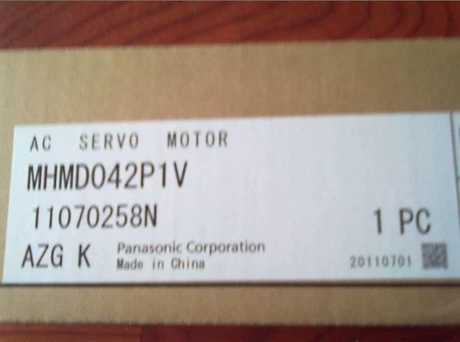 AC SERVO MOTOR
MHMD042P1V
11070258N
1 PC
AZG K
Panasonic Corporation
Made in China
20110701